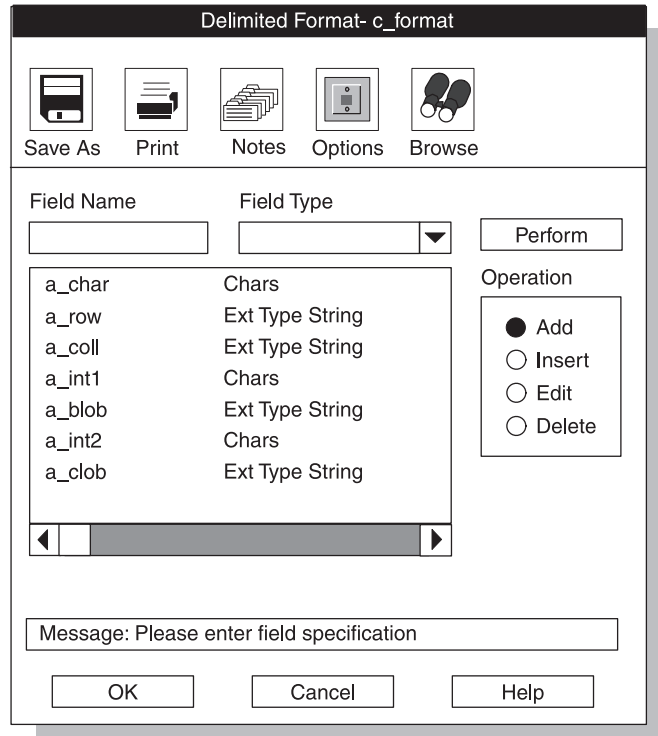 Delimited Format- c_format
Save As Print Notes Options Browse
Field Name Field Type
Perform
Operation
a_char Chars
a_row Ext Type String
a_coll Ext Type String
a_int1 Chars
a_blob Ext Type String
a_int2 Chars
a_clob Ext Type String
Add
Insert
Edit
Delete
Message: Please enter field specification
OK Cancel Help